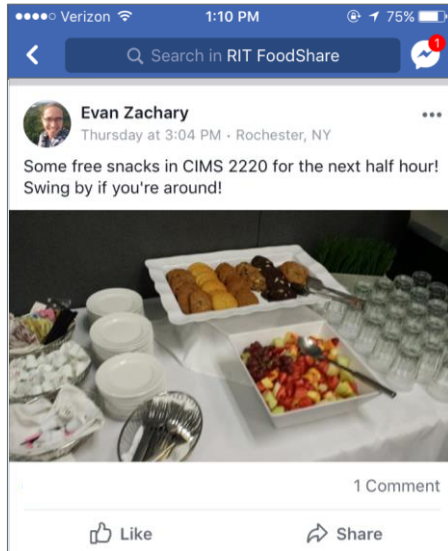 Verizon 1:10 PM 75%
Search in RIT FoodShare 1
Evan Zachary
Thursday at 3:04 PM · Rochester, NY
Some free snacks in CIMS 2220 for the next half hour!
Swing by if you're around!
1 Comment
Like Share